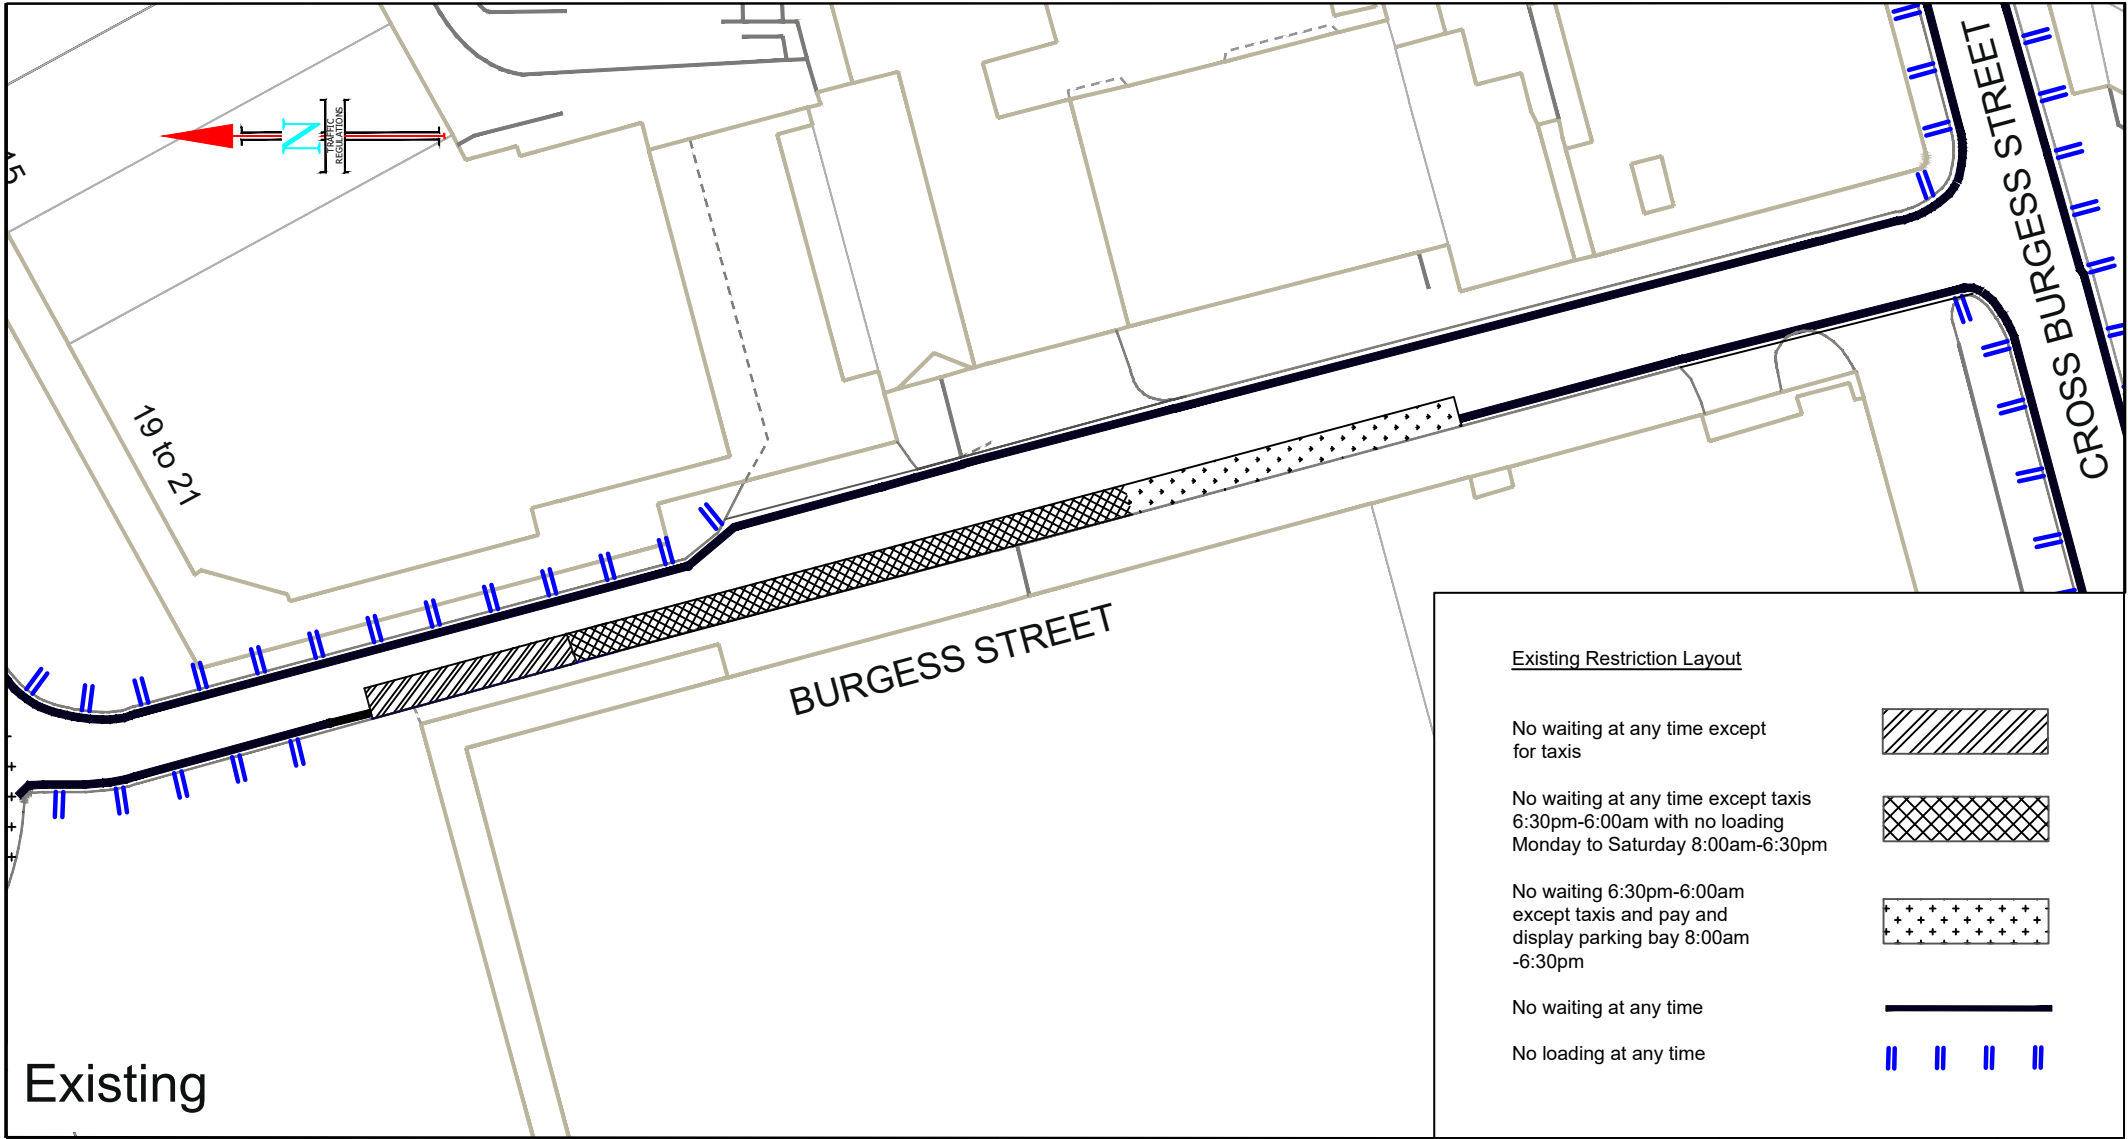 CROSS BURGESS STREET
N
TRAFFIC
REGULATIONS
15
19 to 21
BURGESS STREET
Existing Restriction Layout
No waiting at any time except
for taxis
No waiting at any time except taxis
6:30pm-6:00am with no loading
Monday to Saturday 8:00am-6:30pm
No waiting 6:30pm-6:00am
except taxis and pay and
display parking bay 8:00am
-6:30pm
No waiting at any time
No loading at any time
Existing